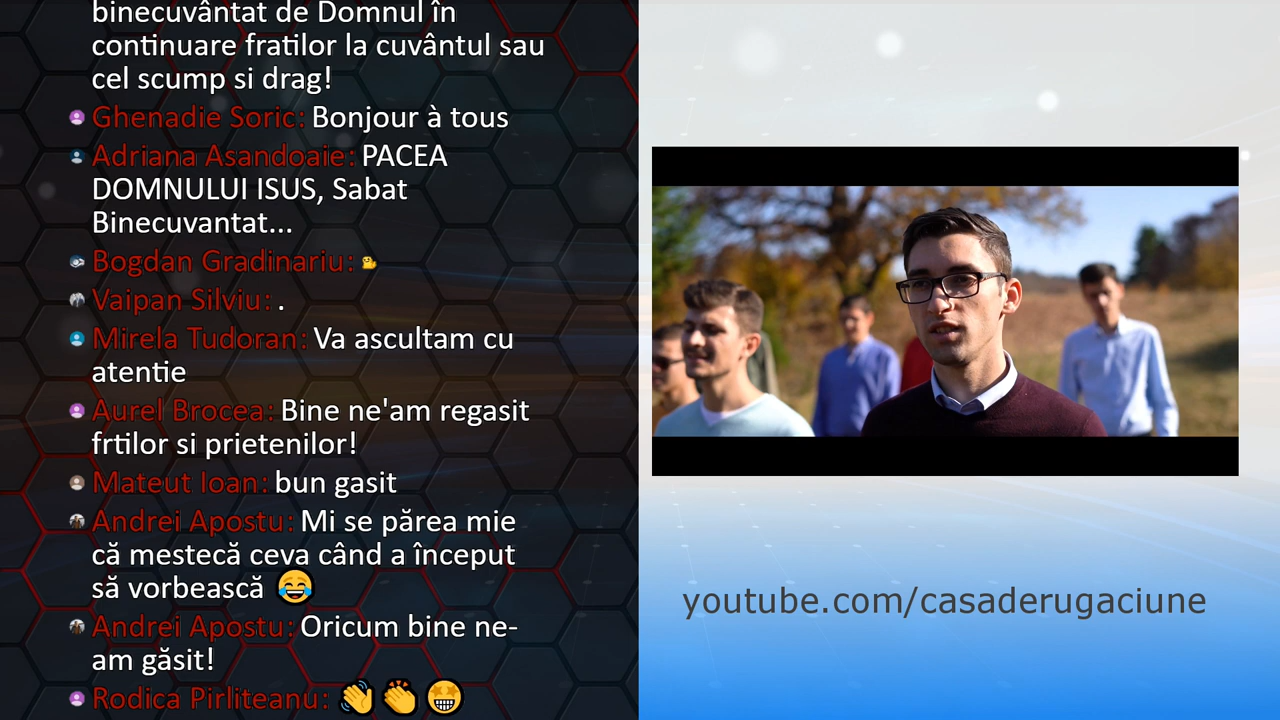 binecuvântat de Domnul în
continuare fratilor la cuvântul sau
cel scump si drag!
Ghenadie Soric: Bonjour à tous
Adriana Asandoaie: PACEA
DOMNULUI ISUS, Sabat
Binecuvantat...
Bogdan Gradinariu:
Vaipan Silviu: .
Mirela Tudoran: Va ascultam cu
atentie
Aurel Brocea: Bine ne'am regasit
frtilor si prietenilor!
Mateut Ioan: bun gasit
Andrei Apostu: Mi se părea mie
că mestecă ceva când a început
să vorbească 😂
Andrei Apostu: Oricum bine ne-
am găsit!
Rodica Pirliteanu: 👋 👏 🤩
youtube.com/casaderugaciune